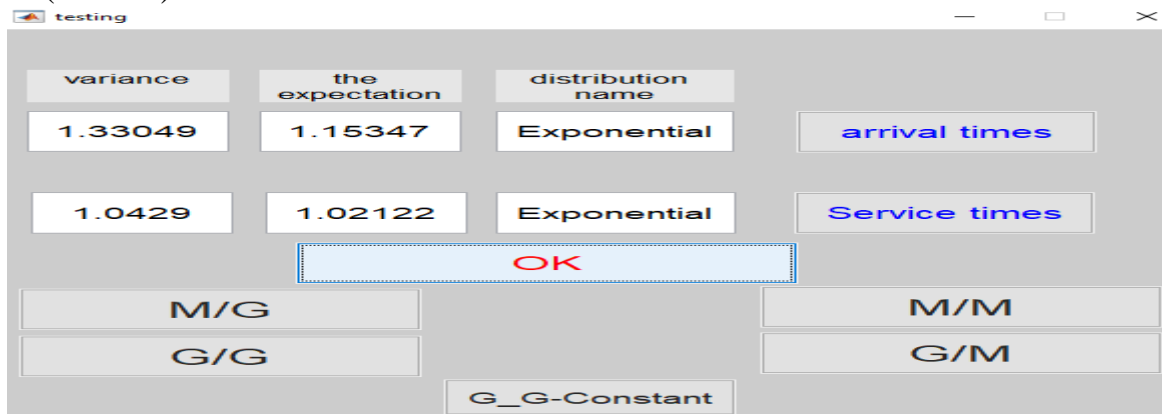 testing
variance
the
expectation
distribution
name
1.33049
1.15347
Exponential
arrival times
1.0429
1.02122
Exponential
Service times
OK
M/G
M/M
G/G
G/M
G_G-Constant